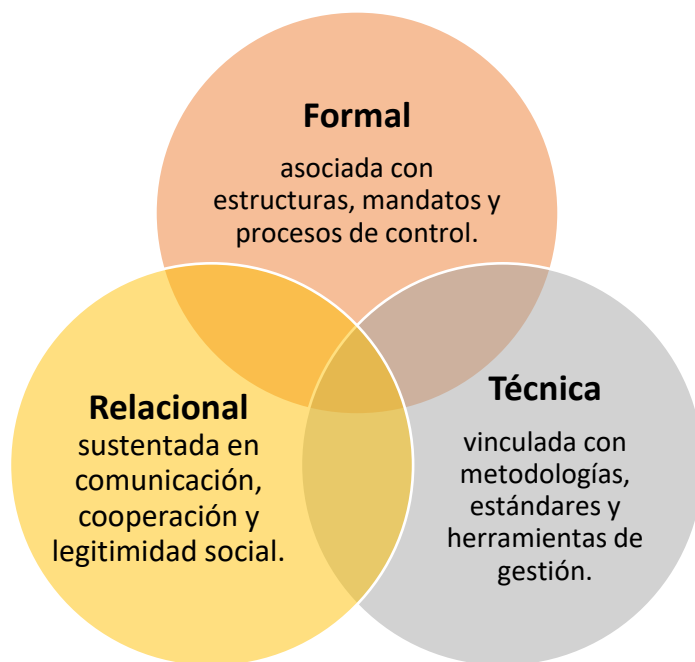 Formal
asociada con
estructuras, mandatos y
procesos de control.
Relacional
sustentada en
comunicación,
cooperación y
legitimidad social.
Técnica
vinculada con
metodologías,
estándares y
herramientas de
gestión.